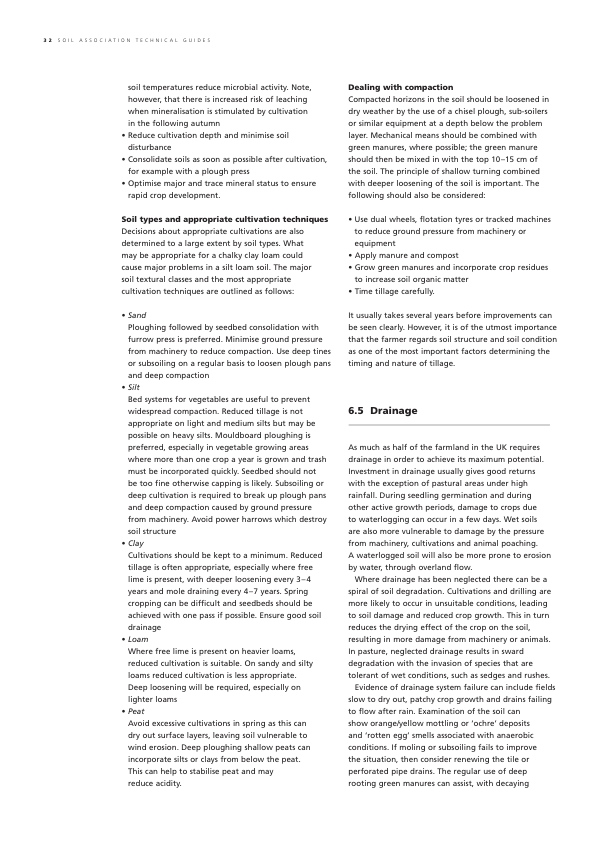 32 SOIL ASSOCIATION TECHNICAL GUIDES
soil temperatures reduce microbial activity. Note,
however, that there is increased risk of leaching
when mineralisation is stimulated by cultivation
in the following autumn
• Reduce cultivation depth and minimise soil
disturbance
• Consolidate soils as soon as possible after cultivation,
for example with a plough press
• Optimise major and trace mineral status to ensure
rapid crop development.
Soil types and appropriate cultivation techniques
Decisions about appropriate cultivations are also
determined to a large extent by soil types. What
may be appropriate for a chalky clay loam could
cause major problems in a silt loam soil. The major
soil textural classes and the most appropriate
cultivation techniques are outlined as follows:
• Sand
Ploughing followed by seedbed consolidation with
furrow press is preferred. Minimise ground pressure
from machinery to reduce compaction. Use deep tines
or subsoiling on a regular basis to loosen plough pans
and deep compaction
• Silt
Bed systems for vegetables are useful to prevent
widespread compaction. Reduced tillage is not
appropriate on light and medium silts but may be
possible on heavy silts. Mouldboard ploughing is
preferred, especially in vegetable growing areas
where more than one crop a year is grown and trash
must be incorporated quickly. Seedbed should not
be too fine otherwise capping is likely. Subsoiling or
deep cultivation is required to break up plough pans
and deep compaction caused by ground pressure
from machinery. Avoid power harrows which destroy
soil structure
• Clay
Cultivations should be kept to a minimum. Reduced
tillage is often appropriate, especially where free
lime is present, with deeper loosening every 3–4
years and mole draining every 4–7 years. Spring
cropping can be difficult and seedbeds should be
achieved with one pass if possible. Ensure good soil
drainage
• Loam
Where free lime is present on heavier loams,
reduced cultivation is suitable. On sandy and silty
loams reduced cultivation is less appropriate.
Deep loosening will be required, especially on
lighter loams
• Peat
Avoid excessive cultivations in spring as this can
dry out surface layers, leaving soil vulnerable to
wind erosion. Deep ploughing shallow peats can
incorporate silts or clays from below the peat.
This can help to stabilise peat and may
reduce acidity.
Dealing with compaction
Compacted horizons in the soil should be loosened in
dry weather by the use of a chisel plough, sub-soilers
or similar equipment at a depth below the problem
layer. Mechanical means should be combined with
green manures, where possible; the green manure
should then be mixed in with the top 10–15 cm of
the soil. The principle of shallow turning combined
with deeper loosening of the soil is important. The
following should also be considered:
• Use dual wheels, flotation tyres or tracked machines
to reduce ground pressure from machinery or
equipment
• Apply manure and compost
• Grow green manures and incorporate crop residues
to increase soil organic matter
• Time tillage carefully.
It usually takes several years before improvements can
be seen clearly. However, it is of the utmost importance
that the farmer regards soil structure and soil condition
as one of the most important factors determining the
timing and nature of tillage.
6.5 Drainage
As much as half of the farmland in the UK requires
drainage in order to achieve its maximum potential.
Investment in drainage usually gives good returns
with the exception of pastural areas under high
rainfall. During seedling germination and during
other active growth periods, damage to crops due
to waterlogging can occur in a few days. Wet soils
are also more vulnerable to damage by the pressure
from machinery, cultivations and animal poaching.
A waterlogged soil will also be more prone to erosion
by water, through overland flow.
Where drainage has been neglected there can be a
spiral of soil degradation. Cultivations and drilling are
more likely to occur in unsuitable conditions, leading
to soil damage and reduced crop growth. This in turn
reduces the drying effect of the crop on the soil,
resulting in more damage from machinery or animals.
In pasture, neglected drainage results in sward
degradation with the invasion of species that are
tolerant of wet conditions, such as sedges and rushes.
Evidence of drainage system failure can include fields
slow to dry out, patchy crop growth and drains failing
to flow after rain. Examination of the soil can
show orange/yellow mottling or ‘ochre’ deposits
and ‘rotten egg’ smells associated with anaerobic
conditions. If moling or subsoiling fails to improve
the situation, then consider renewing the tile or
perforated pipe drains. The regular use of deep
rooting green manures can assist, with decaying